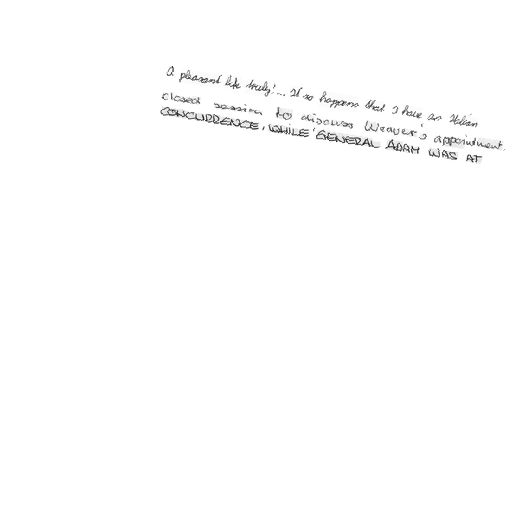 A pleasant life truly!... It so happens that I have an Italian
closed session to discuss Weaver's appointment.
CONCURRENCE, WHILE GENERAL ADAM WAS AT